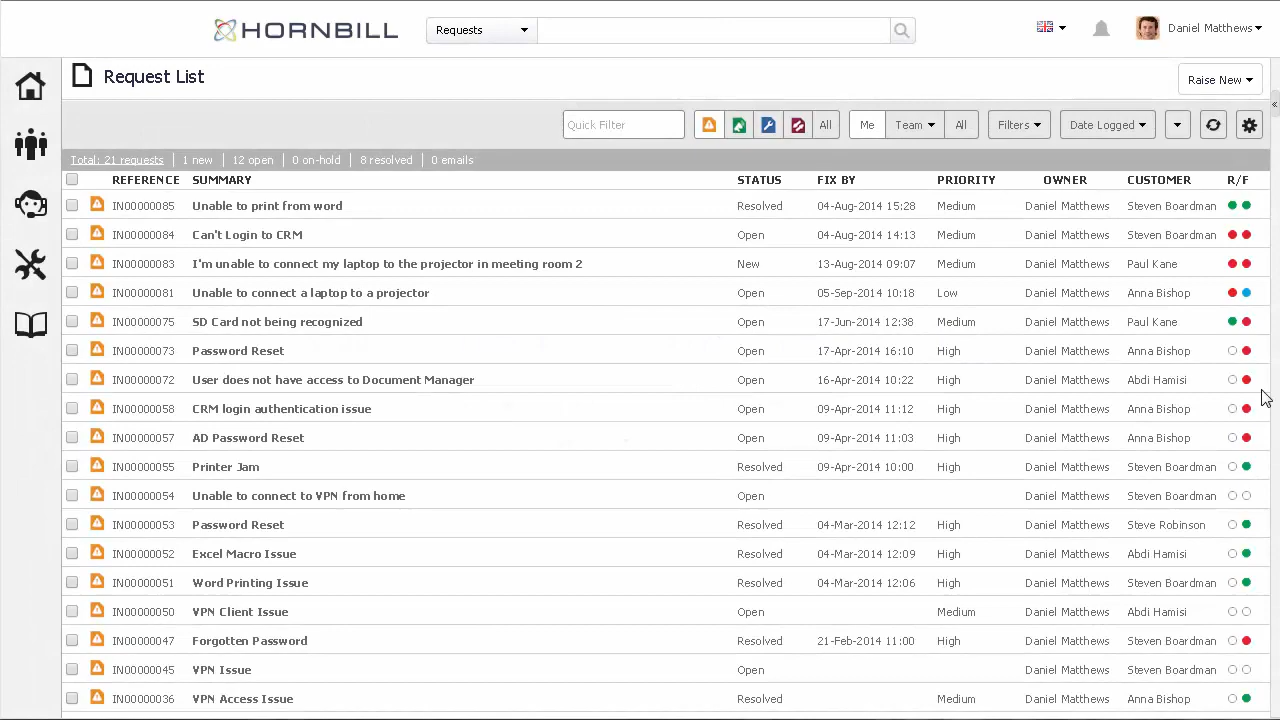 HORNBILL Requests Daniel Matthews
Request List Raise New
Quick Filter All Me Team All Filters Date Logged
Total: 21 requests 1 new 12 open 0 on-hold 8 resolved 0 emails
REFERENCE SUMMARY STATUS FIX BY PRIORITY OWNER CUSTOMER R/F
IN00000085 Unable to print from word Resolved 04-Aug-2014 15:28 Medium Daniel Matthews Steven Boardman
IN00000084 Can't Login to CRM Open 04-Aug-2014 14:13 Medium Daniel Matthews Steven Boardman
IN00000083 I'm unable to connect my laptop to the projector in meeting room 2 New 13-Aug-2014 09:07 Medium Daniel Matthews Paul Kane
IN00000081 Unable to connect a laptop to a projector Open 05-Sep-2014 10:18 Low Daniel Matthews Anna Bishop
IN00000075 SD Card not being recognized Open 17-Jun-2014 12:38 Medium Daniel Matthews Paul Kane
IN00000073 Password Reset Open 17-Apr-2014 16:10 High Daniel Matthews Anna Bishop
IN00000072 User does not have access to Document Manager Open 16-Apr-2014 10:22 High Daniel Matthews Abdi Hamisi
IN00000058 CRM login authentication issue Open 09-Apr-2014 11:12 High Daniel Matthews Anna Bishop
IN00000057 AD Password Reset Open 09-Apr-2014 11:03 High Daniel Matthews Anna Bishop
IN00000055 Printer Jam Resolved 09-Apr-2014 10:00 High Daniel Matthews Steven Boardman
IN00000054 Unable to connect to VPN from home Open Daniel Matthews Steven Boardman
IN00000053 Password Reset Resolved 04-Mar-2014 12:12 High Daniel Matthews Steve Robinson
IN00000052 Excel Macro Issue Resolved 04-Mar-2014 12:09 High Daniel Matthews Abdi Hamisi
IN00000051 Word Printing Issue Resolved 04-Mar-2014 12:06 High Daniel Matthews Steven Boardman
IN00000050 VPN Client Issue Open Medium Daniel Matthews Abdi Hamisi
IN00000047 Forgotten Password Resolved 21-Feb-2014 11:00 High Daniel Matthews Steven Boardman
IN00000045 VPN Issue Open Daniel Matthews Steven Boardman
IN00000036 VPN Access Issue Resolved Medium Daniel Matthews Anna Bishop